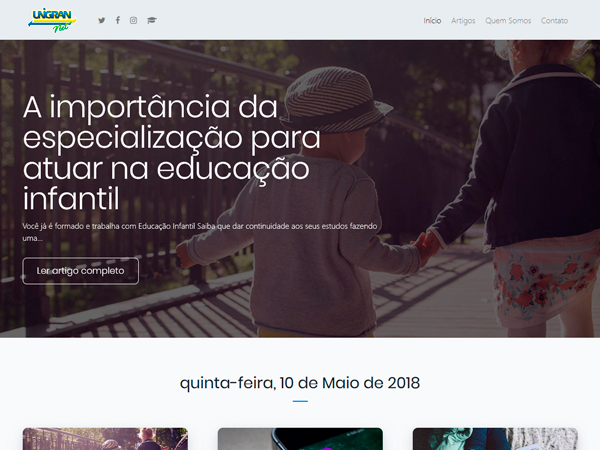 UNIGRAN
Net
Início Artigos Quem Somos Contato
A importância da
especialização para
atuar na educação
infantil
Você já é formado e trabalha com Educação Infantil Saiba que dar continuidade aos seus estudos fazendo
uma...
Ler artigo completo
quinta-feira, 10 de Maio de 2018